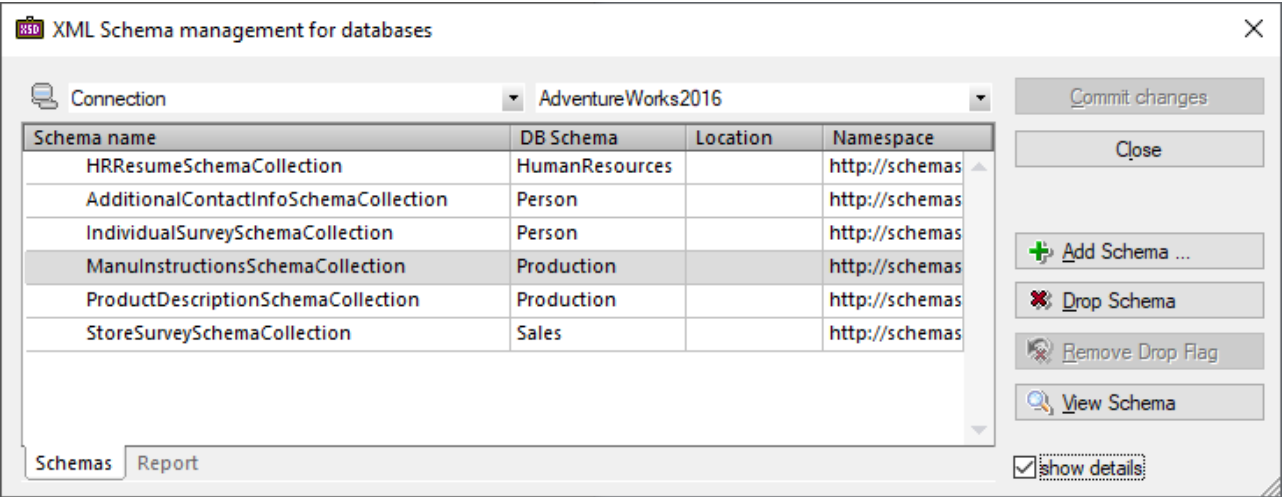 XSD XML Schema management for databases
Connection AdventureWorks2016 Commit changes
Schema name DB Schema Location Namespace
Close
HRResumeSchemaCollection HumanResources http://schemas
AdditionalContactInfoSchemaCollection Person http://schemas
IndividualSurveySchemaCollection Person http://schemas
Add Schema ...
ManuInstructionsSchemaCollection Production http://schemas
ProductDescriptionSchemaCollection Production http://schemas
Drop Schema
StoreSurveySchemaCollection Sales http://schemas
Remove Drop Flag
View Schema
Schemas Report
show details